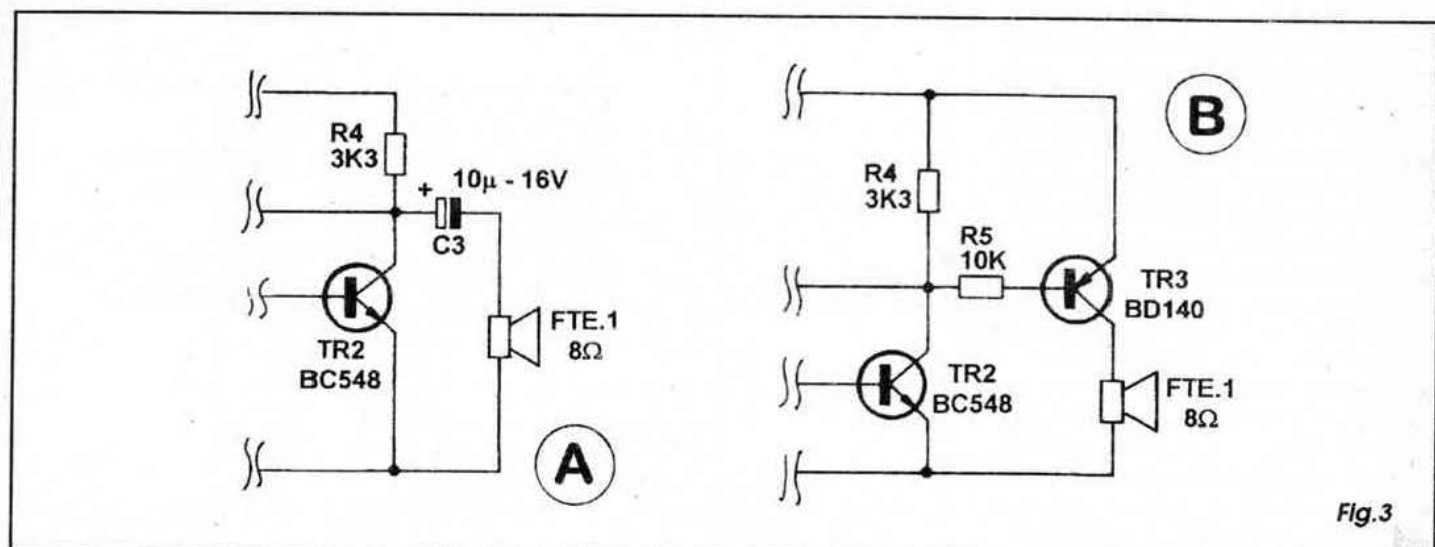 R4
3K3
10µ - 16V
+
C3
TR2
BC548
FTE.1
8Ω
A
B
R4
3K3
R5
10K
TR3
BD140
TR2
BC548
FTE.1
8Ω
Fig.3